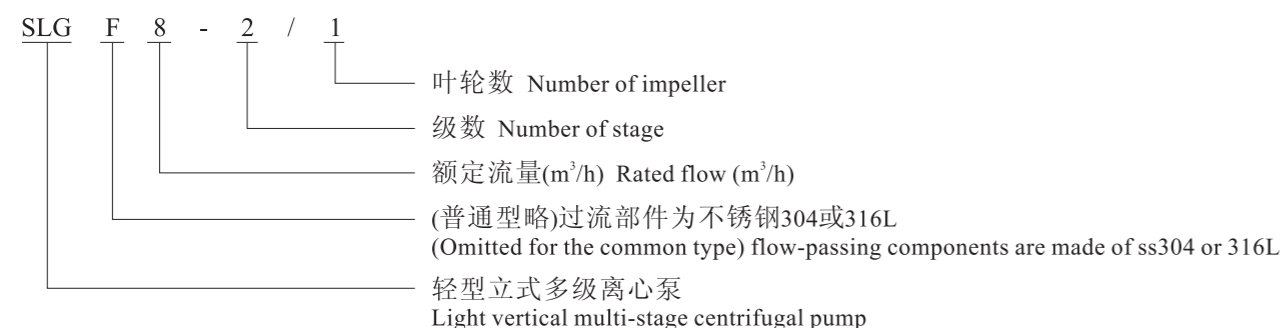 SLG F 8 - 2 / 1
叶轮数 Number of impeller
级数 Number of stage
额定流量(m³/h) Rated flow (m³/h)
(普通型略)过流部件为不锈钢304或316L
(Omitted for the common type) flow-passing components are made of ss304 or 316L
轻型立式多级离心泵
Light vertical multi-stage centrifugal pump